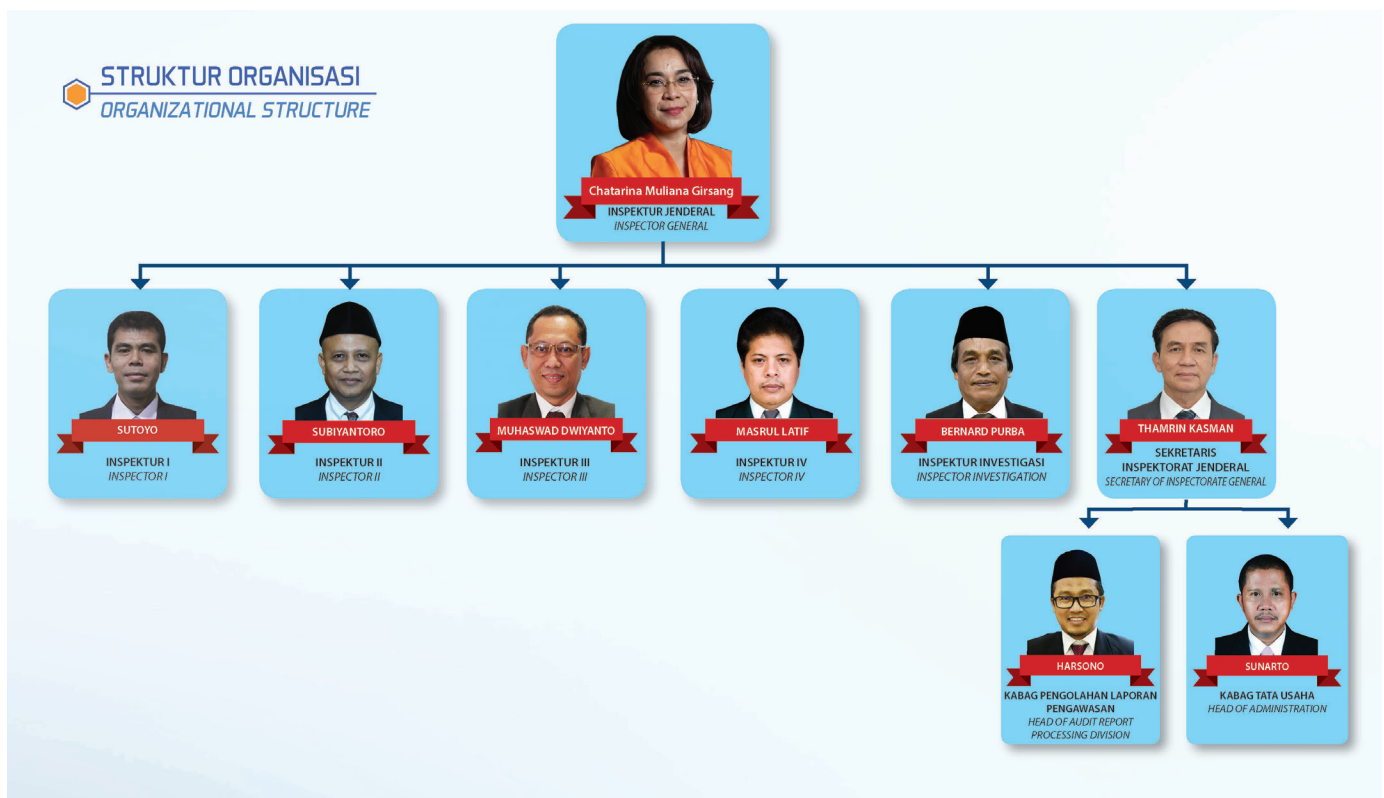 STRUKTUR ORGANISASI
ORGANIZATIONAL STRUCTURE
Chatarina Muliana Girsang
INSPEKTUR JENDERAL
INSPECTOR GENERAL
SUTOYO
INSPEKTUR I
INSPECTOR I
SUBIYANTORO
INSPEKTUR II
INSPECTOR II
MUHASWAD DWIYANTO
INSPEKTUR III
INSPECTOR III
MASRUL LATIF
INSPEKTUR IV
INSPECTOR IV
BERNARD PURBA
INSPEKTUR INVESTIGASI
INSPECTOR INVESTIGATION
THAMRIN KASMAN
SEKRETARIS
INSPEKTORAT JENDERAL
SECRETARY OF INSPECTORATE GENERAL
HARSONO
KABAG PENGOLAHAN LAPORAN
PENGAWASAN
HEAD OF AUDIT REPORT
PROCESSING DIVISION
SUNARTO
KABAG TATA USAHA
HEAD OF ADMINISTRATION